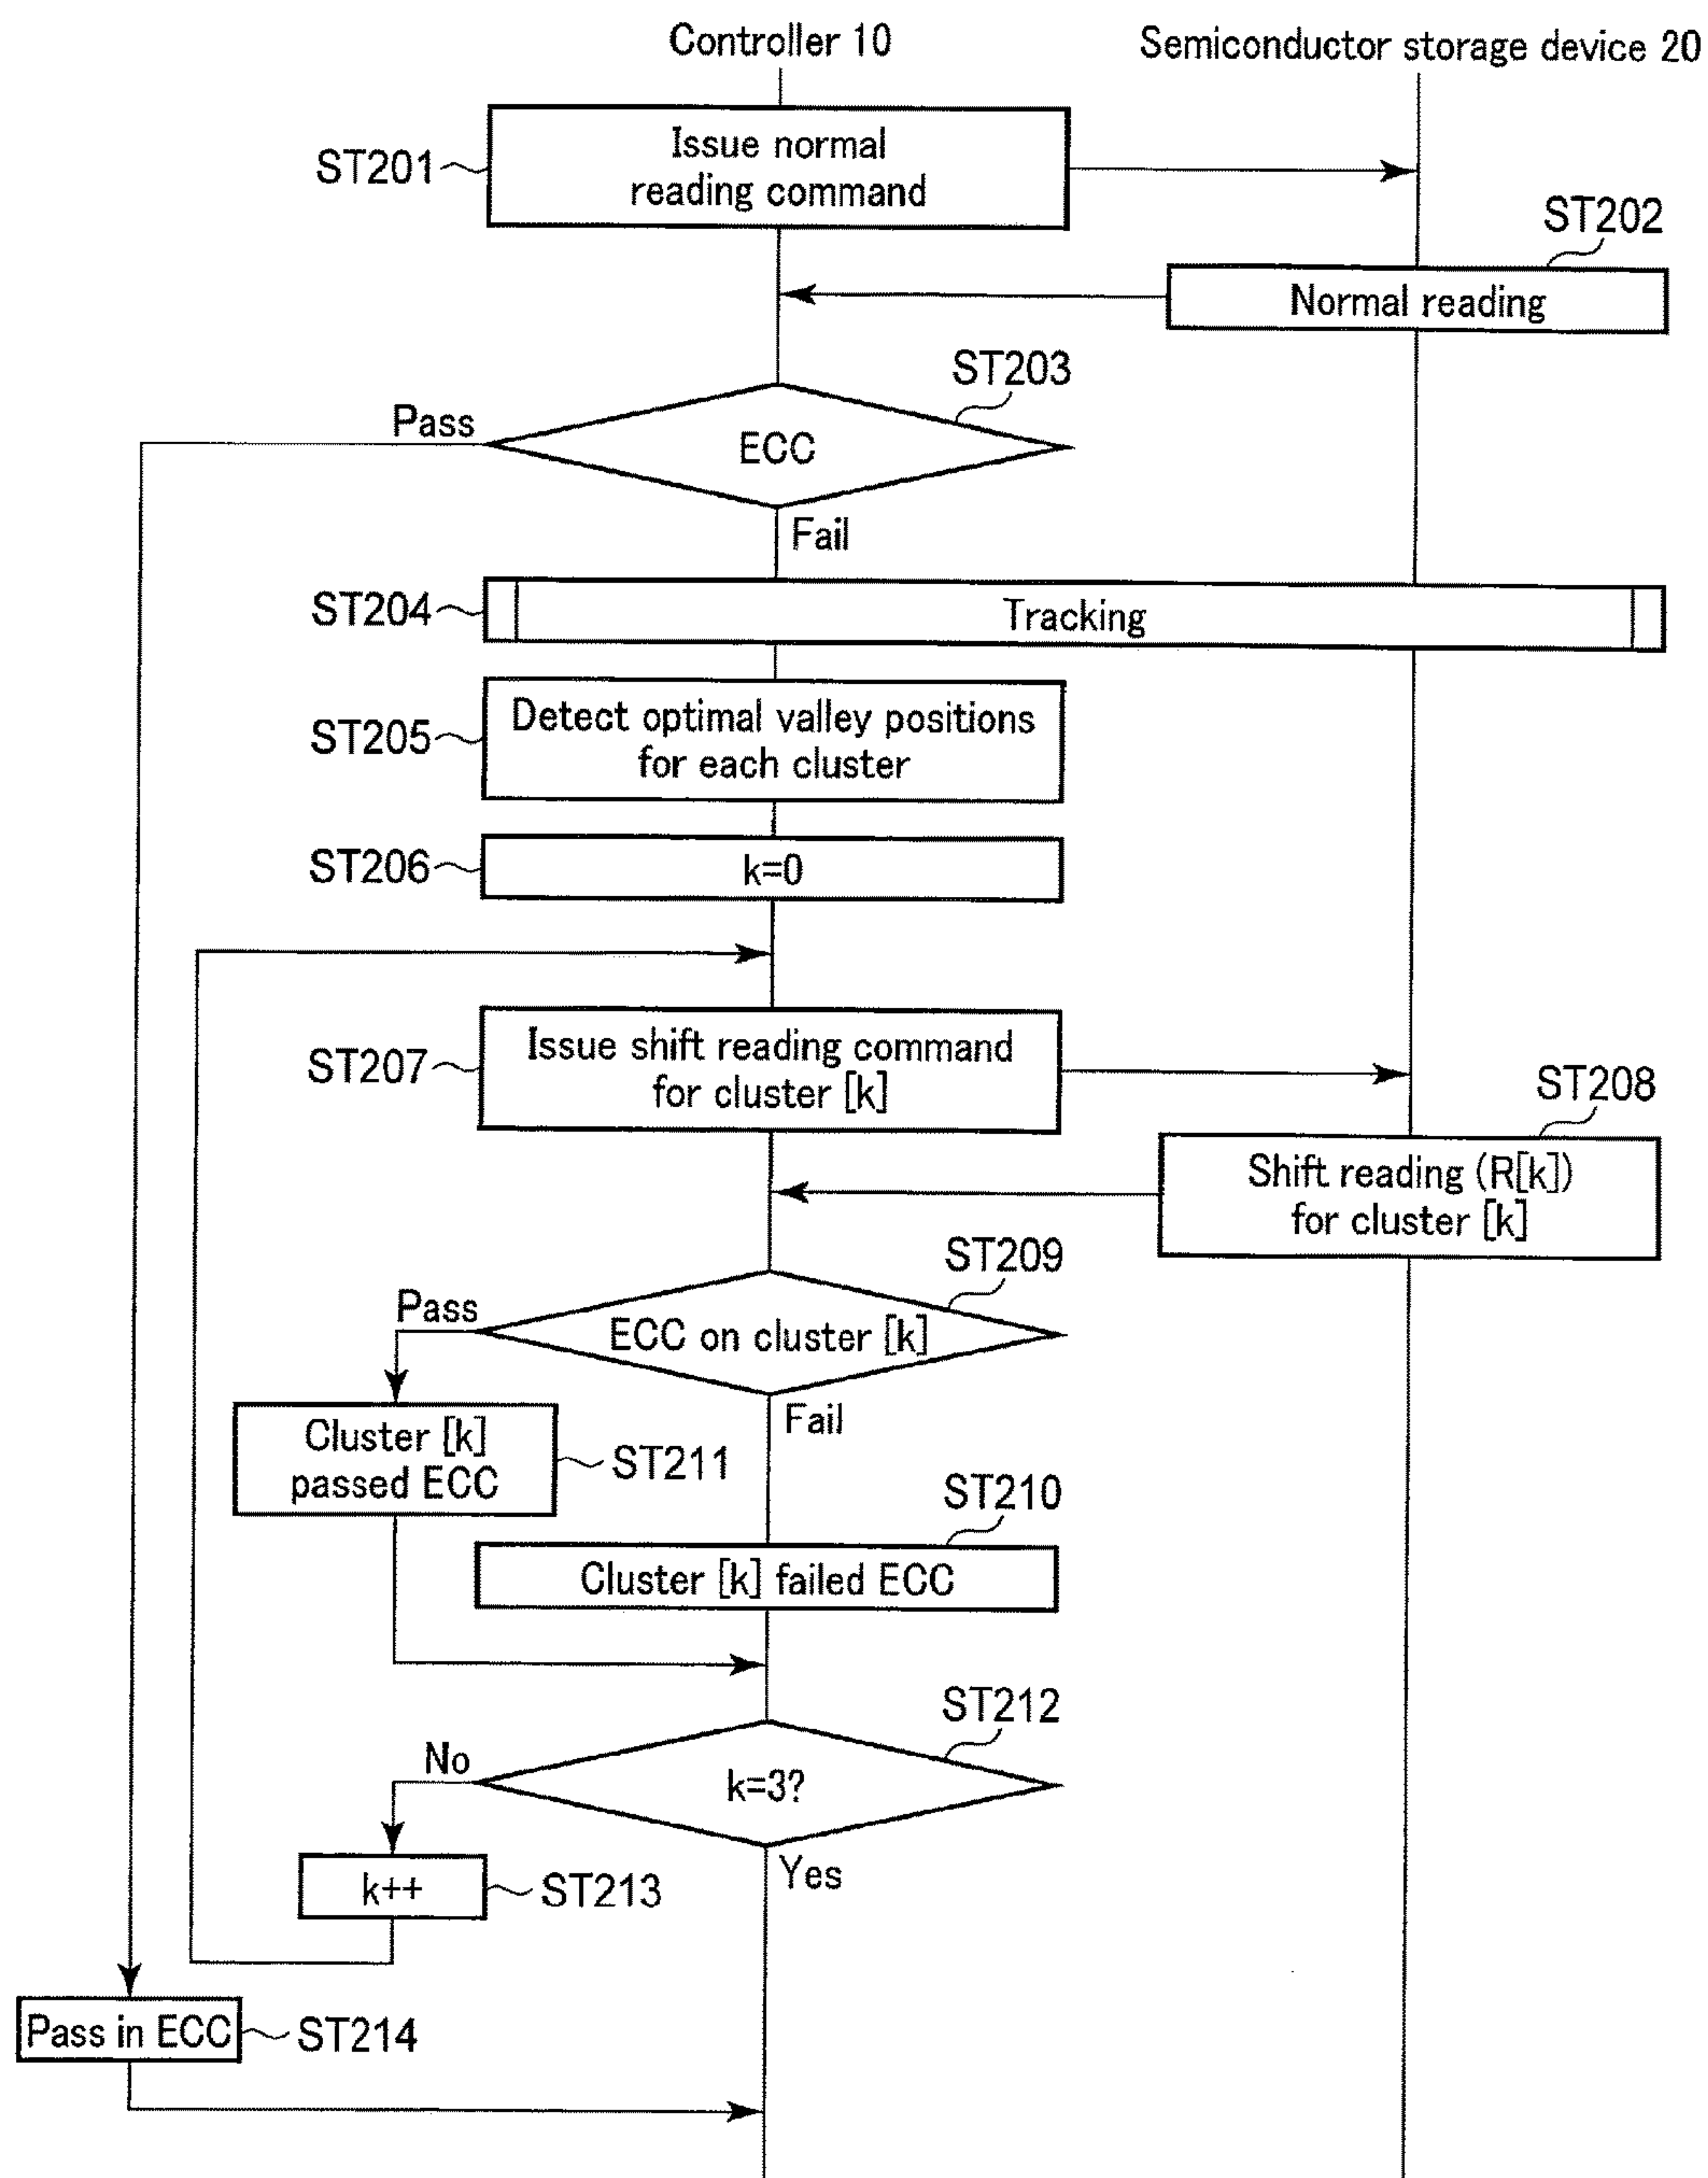 Controller 10
Semiconductor storage device 20
ST201
Issue normal
reading command
ST202
Normal reading
ST203
Pass
ECC
Fail
ST204
Tracking
ST205
Detect optimal valley positions
for each cluster
ST206
k=0
ST207
Issue shift reading command
for cluster [k]
ST208
Shift reading (R[k])
for cluster [k]
ST209
Pass
ECC on cluster [k]
Fail
Cluster [k]
passed ECC
ST211
ST210
Cluster [k] failed ECC
ST212
No
k=3?
Yes
k++
ST213
Pass in ECC
ST214